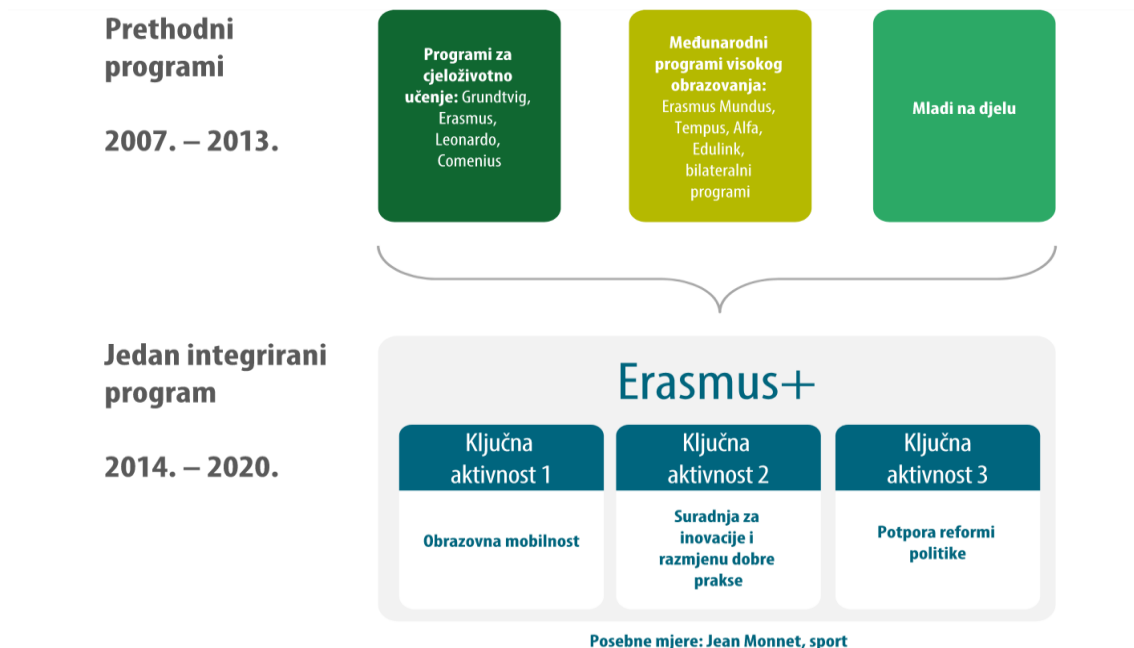 Prethodni
programi
2007. – 2013.
Programi za
cjeloživotno
učenje: Grundtvig,
Erasmus,
Leonardo,
Comenius
Međunarodni
programi visokog
obrazovanja:
Erasmus Mundus,
Tempus, Alfa,
Edulink,
bilateralni
programi
Mladi na djelu
Jedan integrirani
program
2014. – 2020.
Erasmus+
Ključna
aktivnost 1
Obrazovna mobilnost
Ključna
aktivnost 2
Suradnja za
inovacije i
razmjenu dobre
prakse
Ključna
aktivnost 3
Potpora reformi
politike
Posebne mjere: Jean Monnet, sport